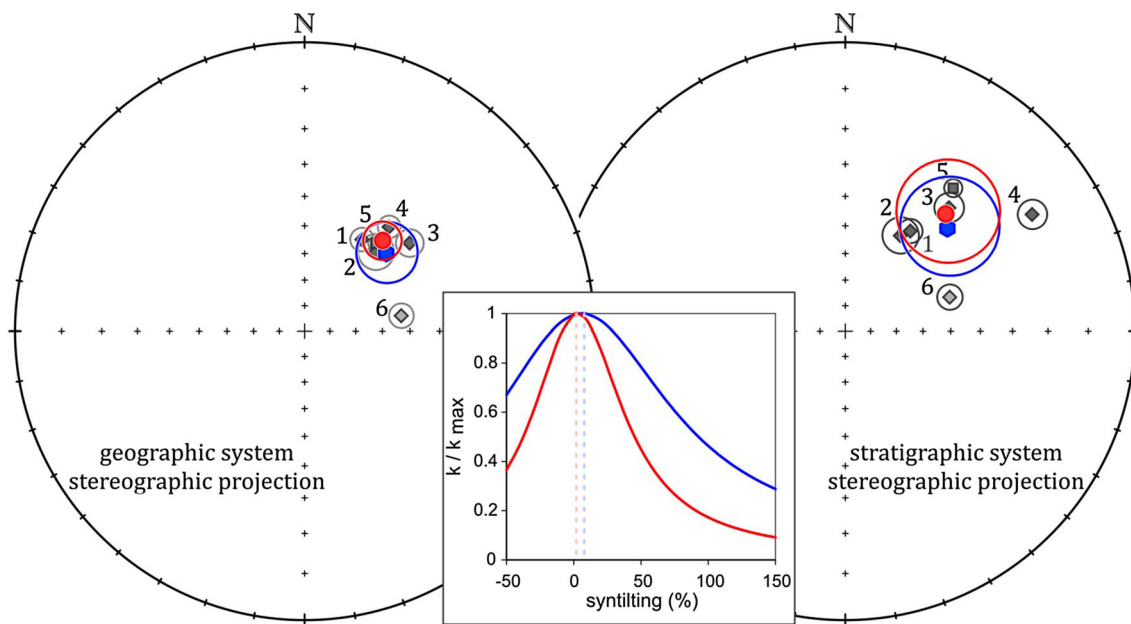 N
N
5
4
1
3
2
6
5
3
4
2
1
6
geographic system
stereographic projection
stratigraphic system
stereographic projection
k / k max
1
0.8
0.6
0.4
0.2
0
-50
0
50
100
150
syntilting (%)